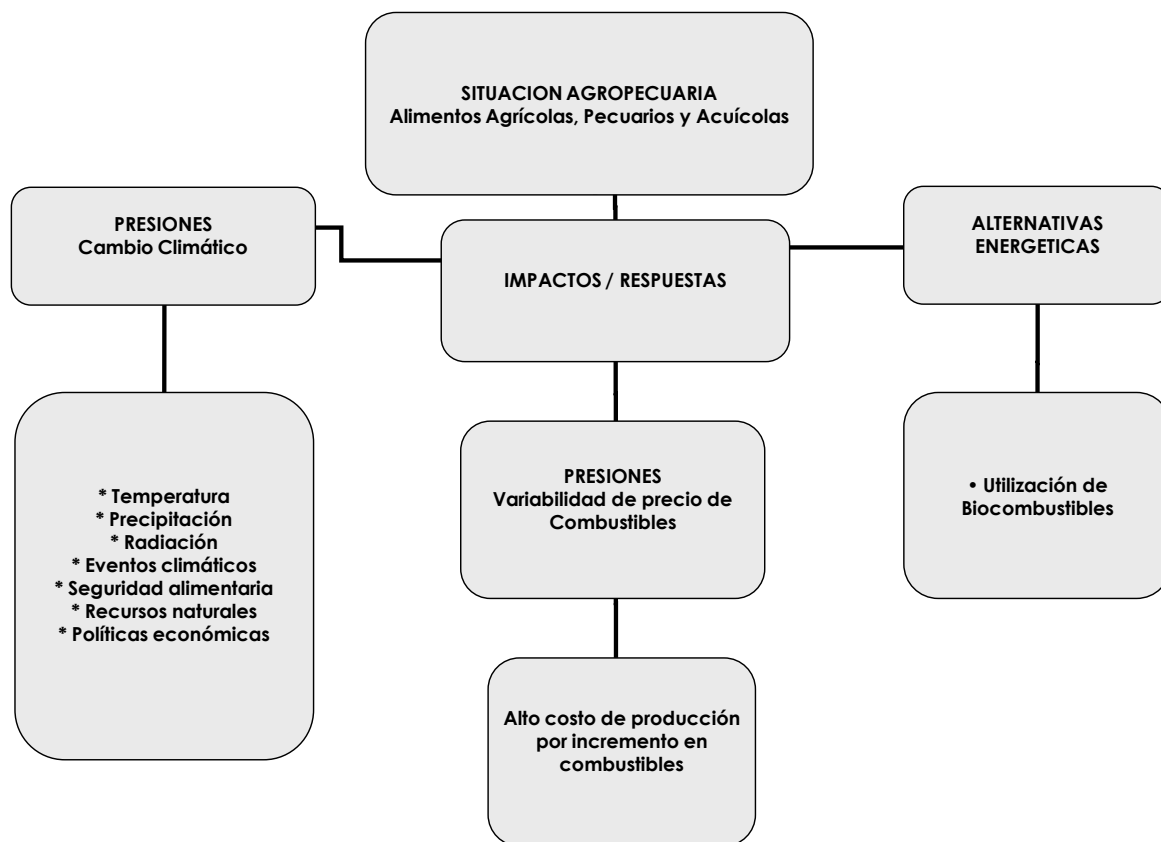 SITUACION AGROPECUARIA
Alimentos Agrícolas, Pecuarios y Acuícolas
PRESIONES
Cambio Climático
IMPACTOS / RESPUESTAS
ALTERNATIVAS
ENERGETICAS
* Temperatura
* Precipitación
* Radiación
* Eventos climáticos
* Seguridad alimentaria
* Recursos naturales
* Políticas económicas
PRESIONES
Variabilidad de precio de
Combustibles
• Utilización de
Biocombustibles
Alto costo de producción
por incremento en
combustibles